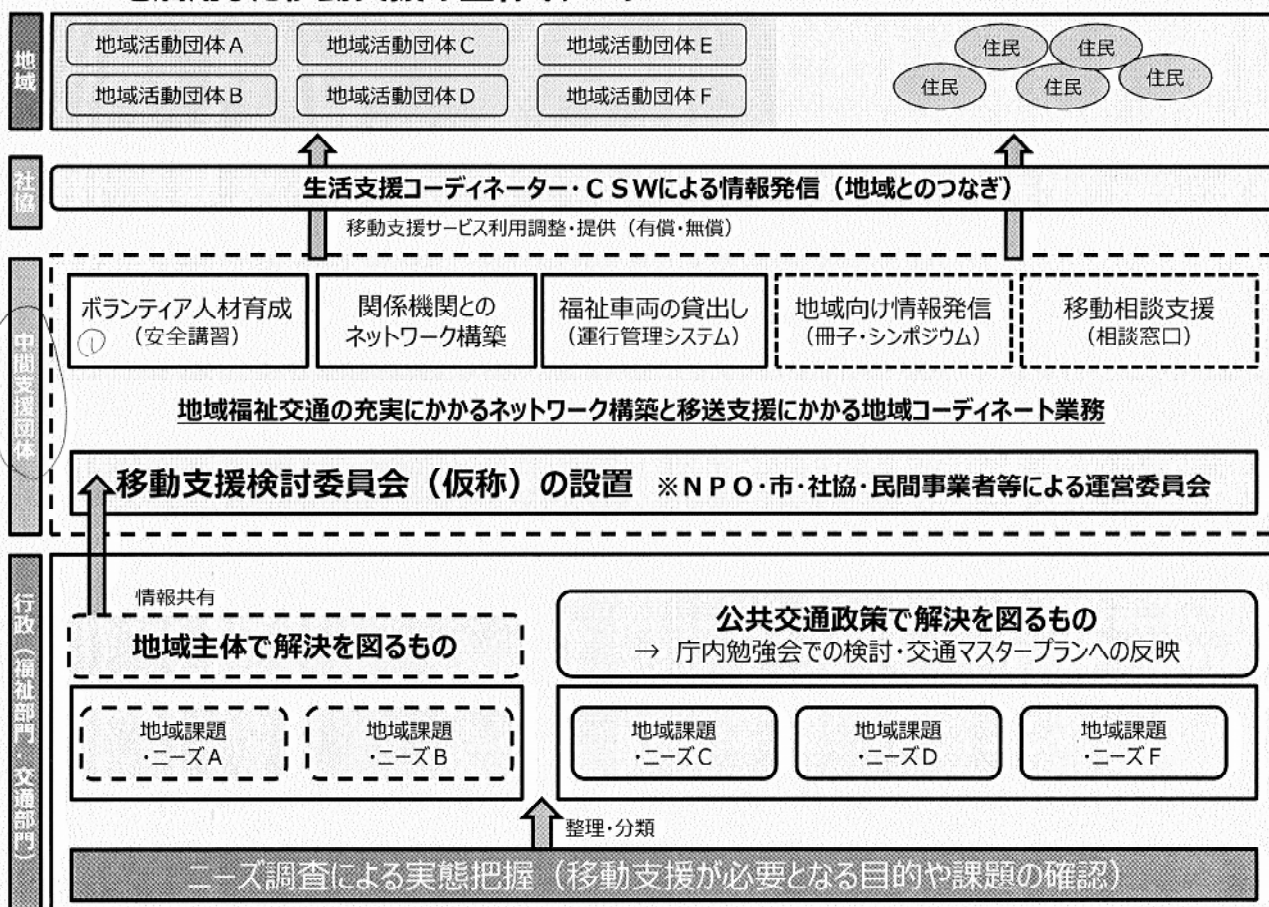 地域
地域活動団体A
地域活動団体C
地域活動団体E
地域活動団体B
地域活動団体D
地域活動団体F
住民
住民
住民
住民
住民
社協
生活支援コーディネーター・CSWによる情報発信（地域とのつなぎ）
移動支援サービス利用調整・提供（有償・無償）
中間支援団体
ボランティア人材育成
（安全講習）
①
関係機関との
ネットワーク構築
福祉車両の貸出し
（運行管理システム）
地域向け情報発信
（冊子・シンポジウム）
移動相談支援
（相談窓口）
地域福祉交通の充実にかかるネットワーク構築と移送支援にかかる地域コーディネート業務
移動支援検討委員会（仮称）の設置 ※NPO・市・社協・民間事業者等による運営委員会
行政（福祉部門・交通部門）
情報共有
地域主体で解決を図るもの
公共交通政策で解決を図るもの
→ 庁内勉強会での検討・交通マスタープランへの反映
地域課題
・ニーズA
地域課題
・ニーズB
地域課題
・ニーズC
地域課題
・ニーズD
地域課題
・ニーズF
整理・分類
ニーズ調査による実態把握（移動支援が必要となる目的や課題の確認）